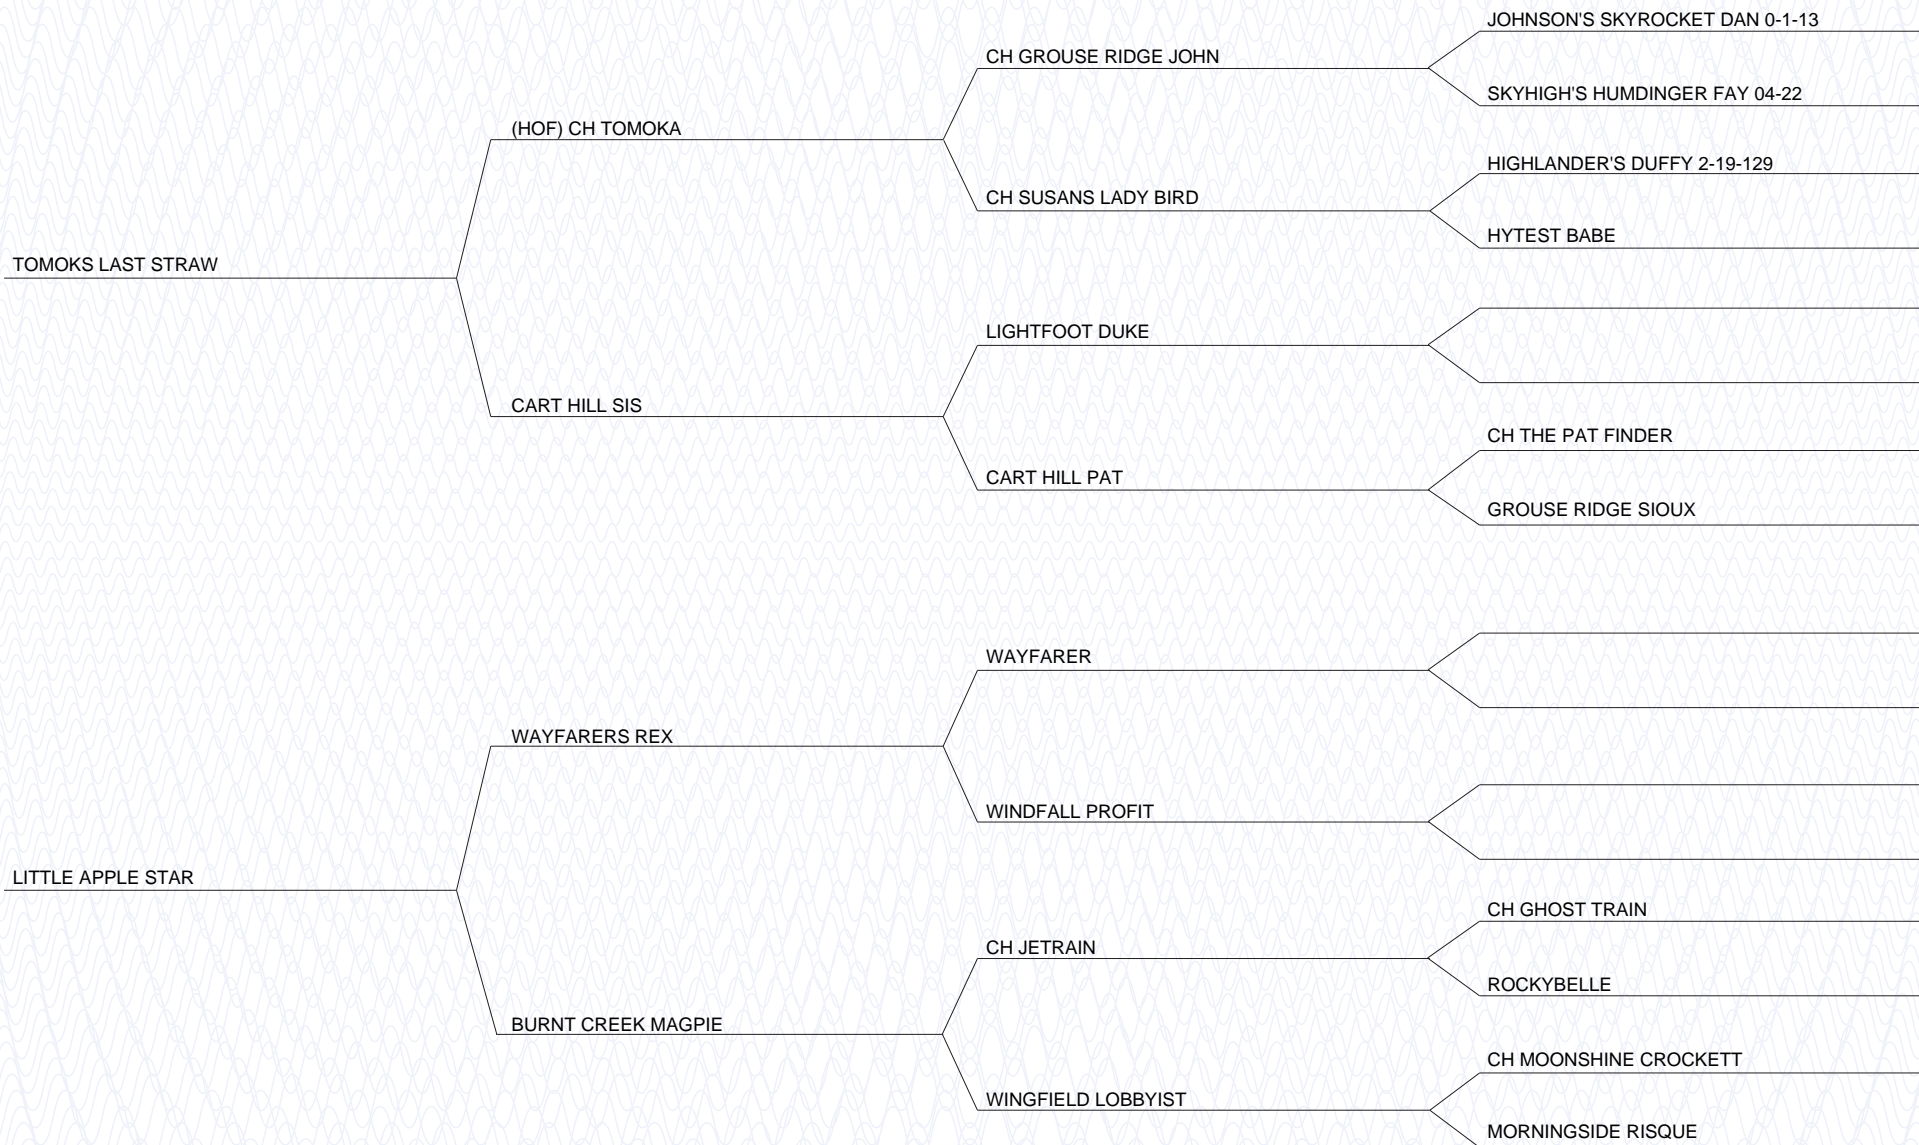 JOHNSON'S SKYROCKET DAN 0-1-13
CH GROUSE RIDGE JOHN
SKYHIGH'S HUMDINGER FAY 04-22
(HOF) CH TOMOKA
HIGHLANDER'S DUFFY 2-19-129
CH SUSANS LADY BIRD
HYTEST BABE
TOMOKS LAST STRAW
LIGHTFOOT DUKE
CART HILL SIS
CH THE PAT FINDER
CART HILL PAT
GROUSE RIDGE SIOUX
WAYFARER
WAYFARERS REX
WINDFALL PROFIT
LITTLE APPLE STAR
CH GHOST TRAIN
CH JETRAIN
ROCKYBELLE
BURNT CREEK MAGPIE
CH MOONSHINE CROCKETT
WINGFIELD LOBBYIST
MORNINGSIDE RISQUE